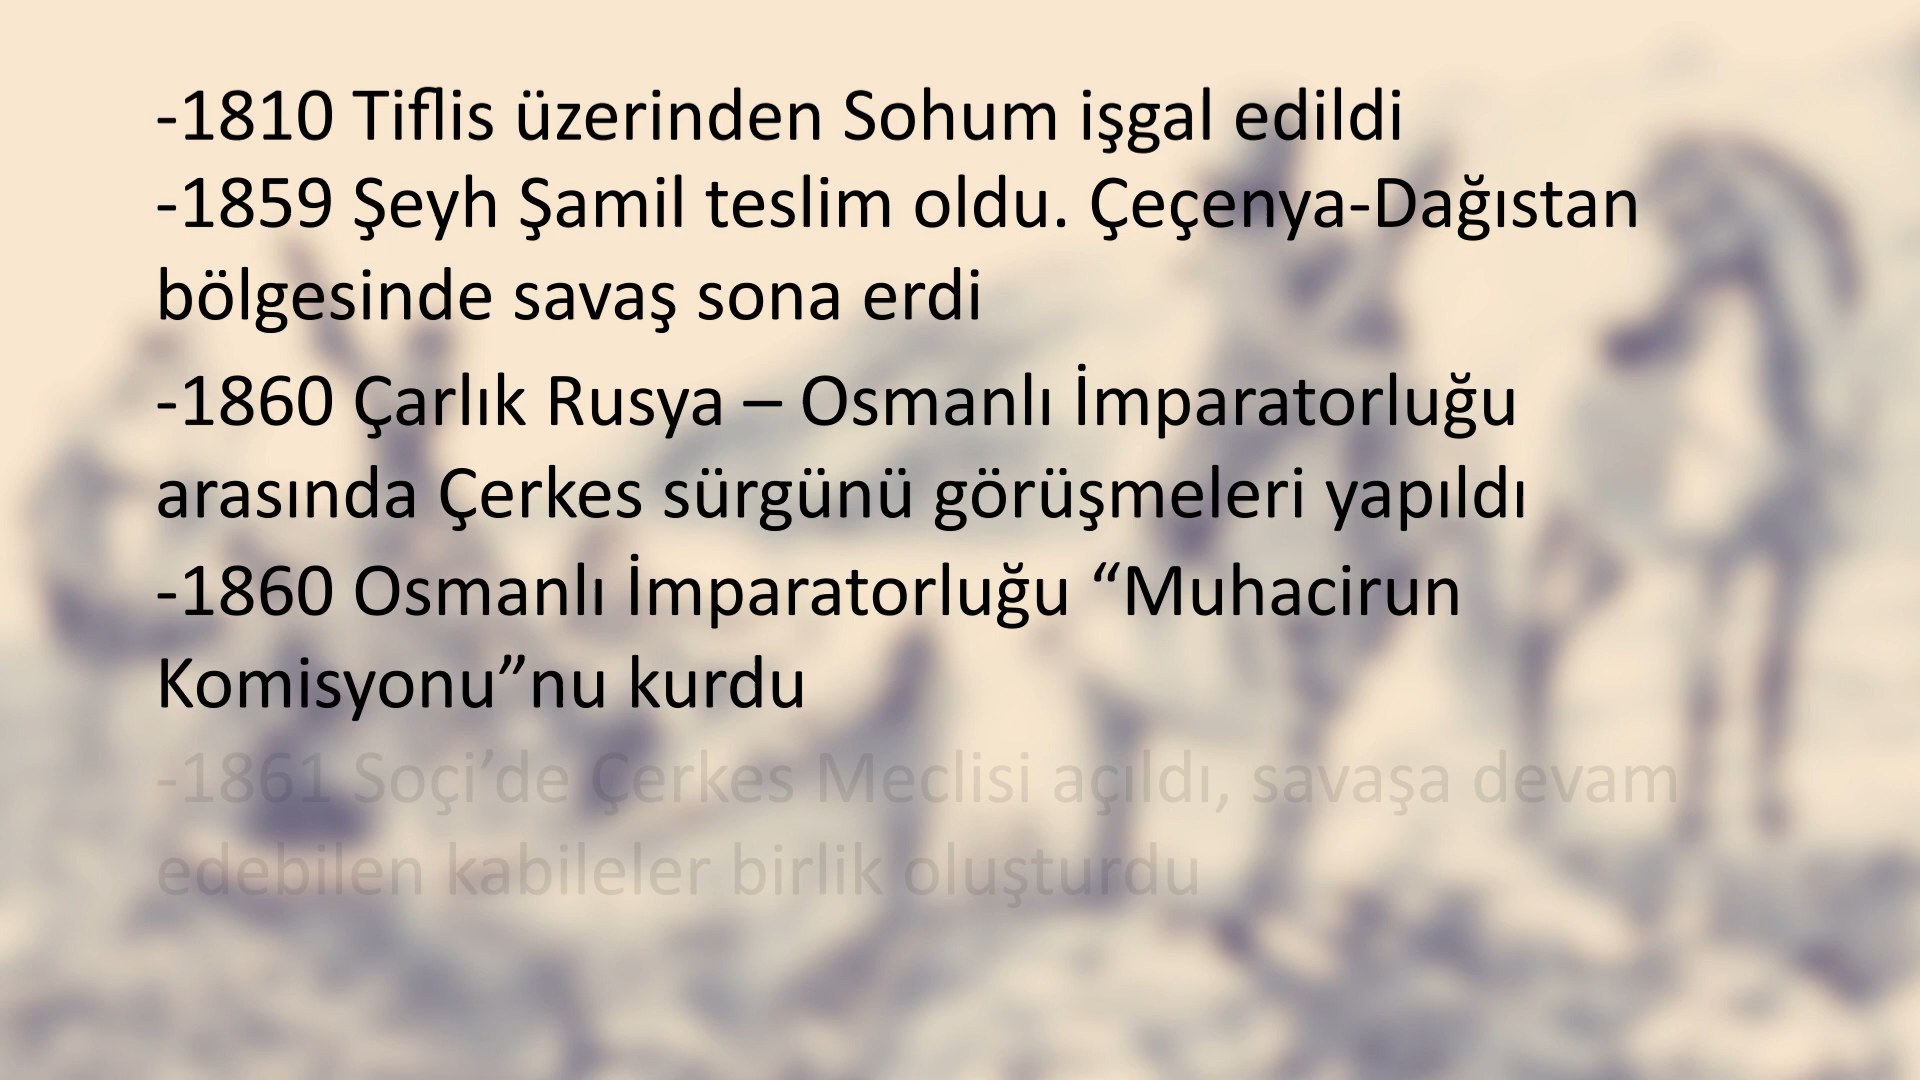 -1810 Tiflis üzerinden Sohum işgal edildi
-1859 Şeyh Şamil teslim oldu. Çeçenya-Dağıstan
bölgesinde savaş sona erdi
-1860 Çarlık Rusya – Osmanlı İmparatorluğu
arasında Çerkes sürgünü görüşmeleri yapıldı
-1860 Osmanlı İmparatorluğu “Muhacirun
Komisyonu”nu kurdu
-1861 Soçi’de Çerkes Meclisi açıldı, savaşa devam
edebilen kabileler birlik oluşturdu